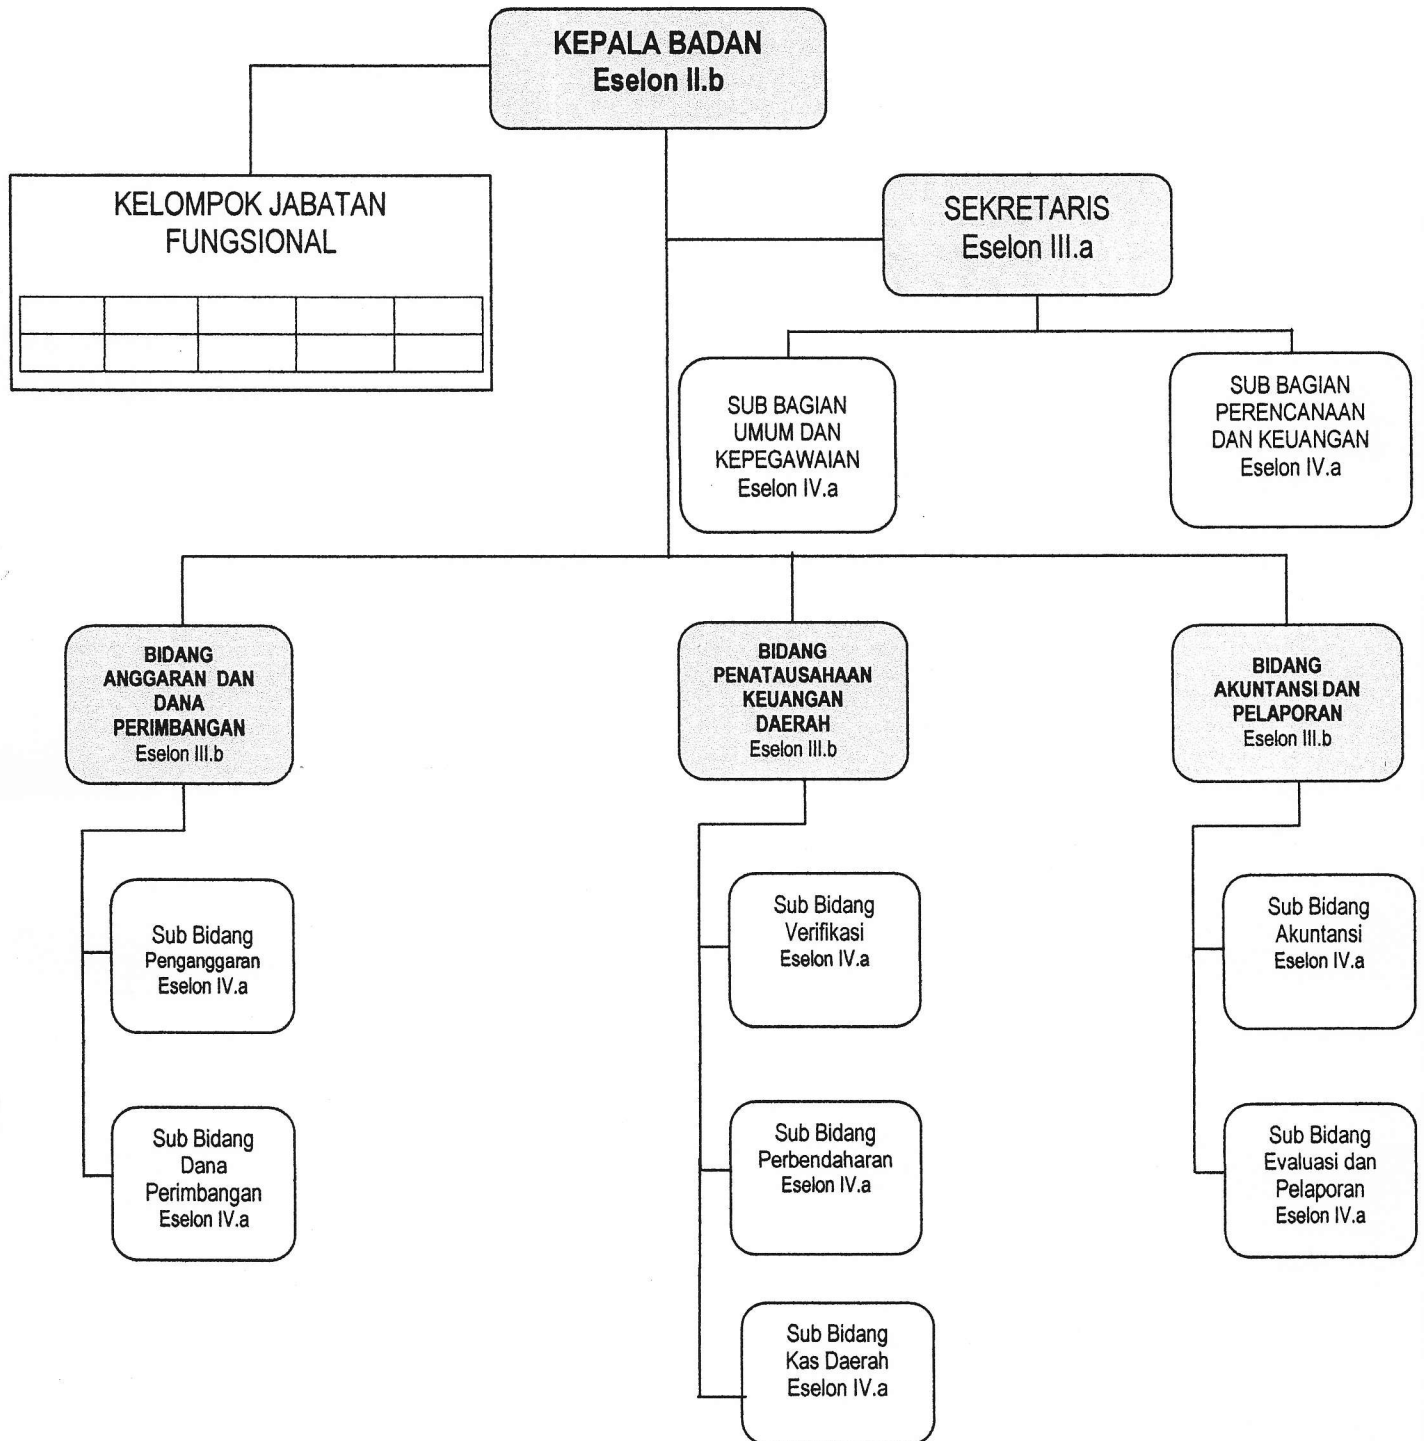 KEPALA BADAN
Eselon II.b
KELOMPOK JABATAN
FUNGSIONAL
SEKRETARIS
Eselon III.a
SUB BAGIAN
UMUM DAN
KEPEGAWAIAN
Eselon IV.a
SUB BAGIAN
PERENCANAAN
DAN KEUANGAN
Eselon IV.a
BIDANG
ANGGARAN DAN
DANA
PERIMBANGAN
Eselon III.b
BIDANG
PENATAUSAHAAN
KEUANGAN
DAERAH
Eselon III.b
BIDANG
AKUNTANSI DAN
PELAPORAN
Eselon III.b
Sub Bidang
Penganggaran
Eselon IV.a
Sub Bidang
Verifikasi
Eselon IV.a
Sub Bidang
Akuntansi
Eselon IV.a
Sub Bidang
Dana
Perimbangan
Eselon IV.a
Sub Bidang
Perbendaharan
Eselon IV.a
Sub Bidang
Evaluasi dan
Pelaporan
Eselon IV.a
Sub Bidang
Kas Daerah
Eselon IV.a